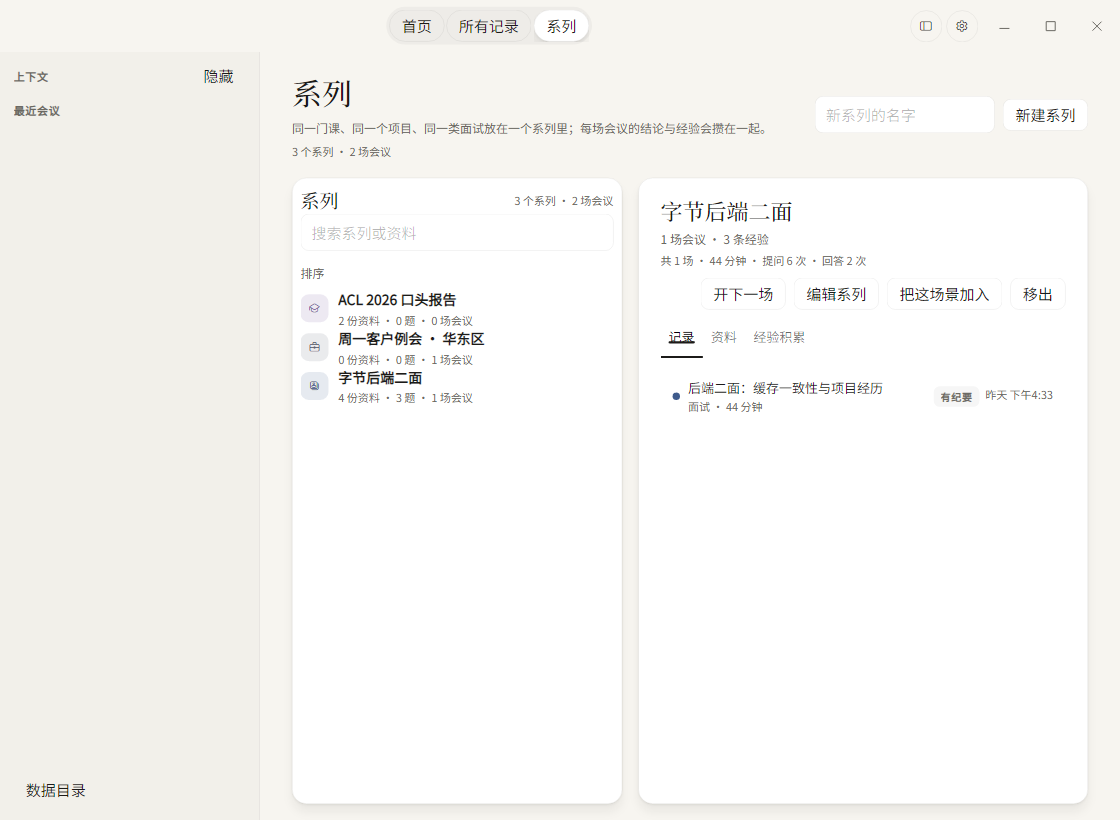 首页 所有记录 系列
上下文 隐藏
最近会议
数据目录
系列
同一门课、同一个项目、同一类面试放在一个系列里；每场会议的结论与经验会攒在一起。
3 个系列 · 2 场会议
新系列的名字 新建系列
系列 3 个系列 · 2 场会议
搜索系列或资料
排序
ACL 2026 口头报告
2 份资料 · 0 题 · 0 场会议
周一客户例会 · 华东区
0 份资料 · 0 题 · 1 场会议
字节后端二面
4 份资料 · 3 题 · 1 场会议
字节后端二面
1 场会议 · 3 条经验
共 1 场 · 44 分钟 · 提问 6 次 · 回答 2 次
开下一场 编辑系列 把这场景加入 移出
记录 资料 经验积累
后端二面：缓存一致性与项目经历
面试 · 44 分钟
有纪要 昨天 下午4:33